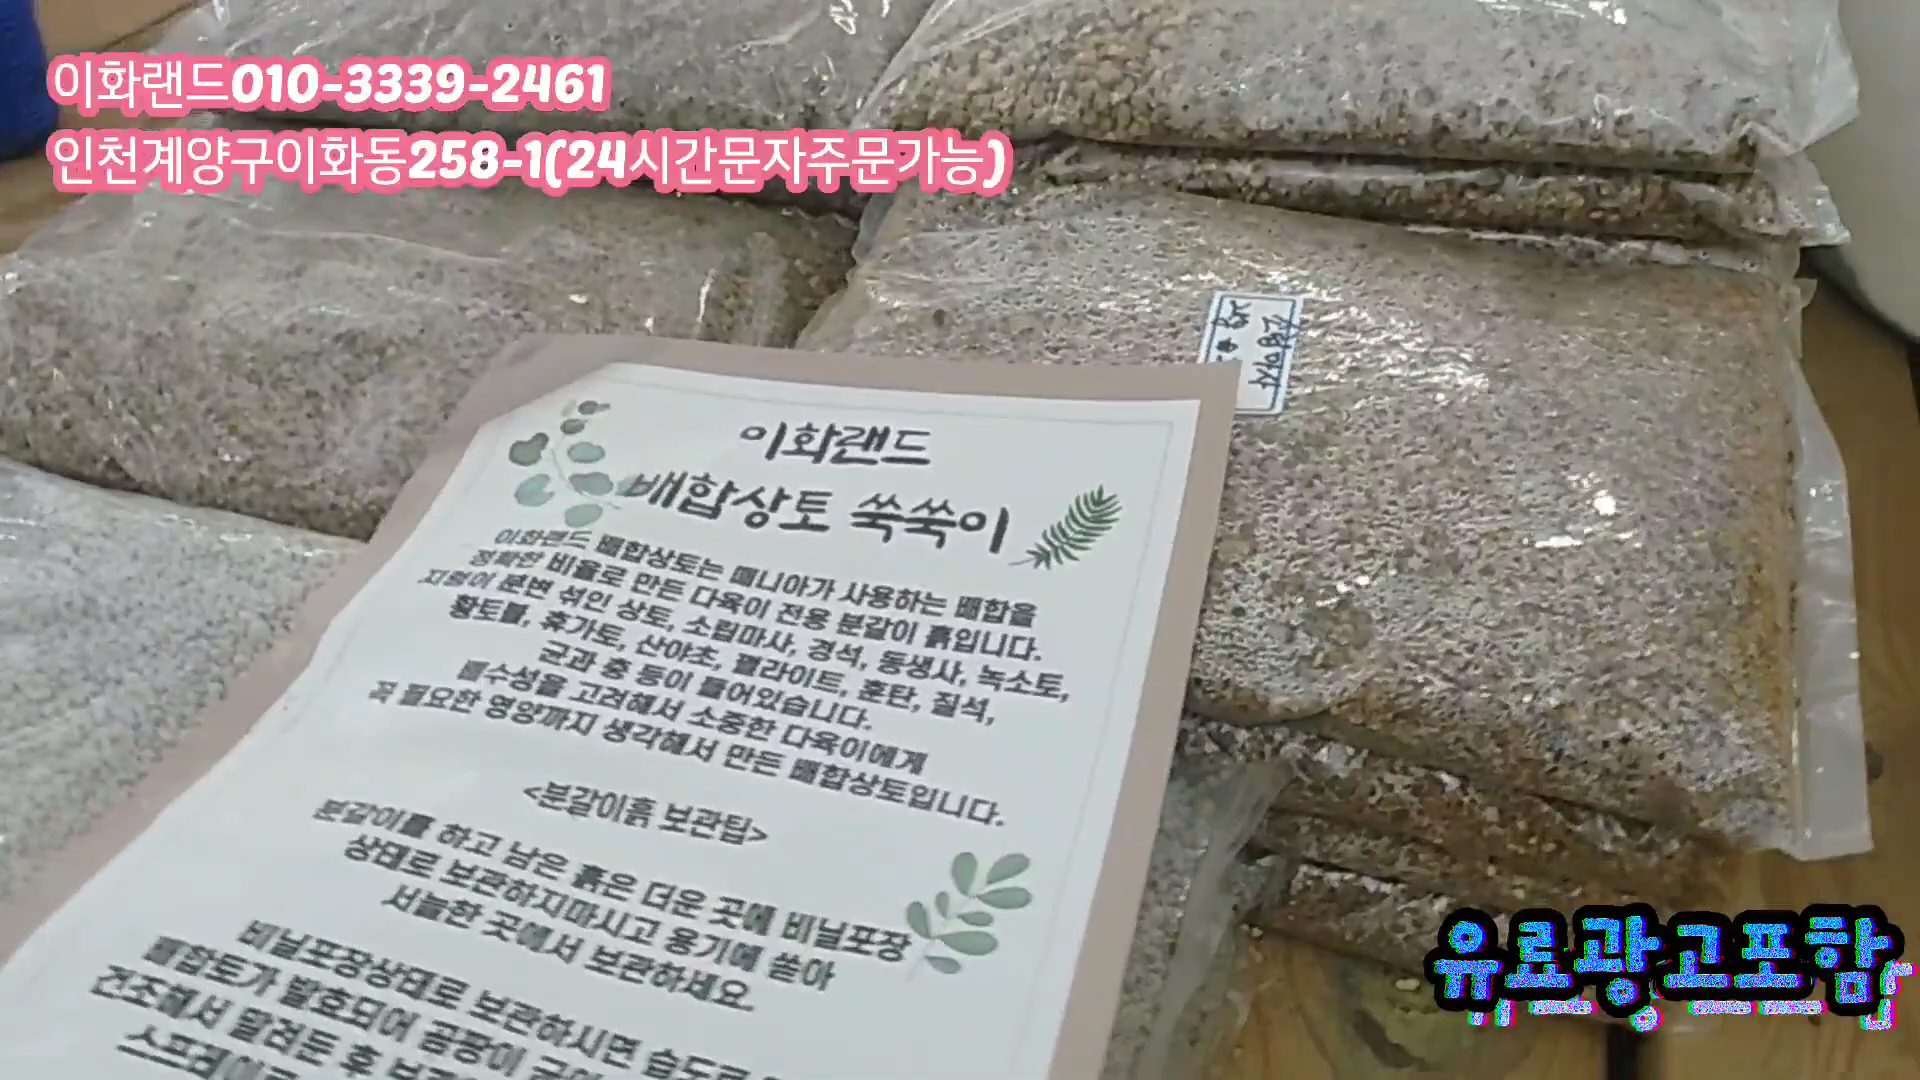 이화랜드010-3339-2461
인천계양구이화동258-1(24시간문자주문가능)
이화랜드
배합상토 쑥쑥이
이화랜드 배합상토는 매니아가 사용하는 배합을
정확한 비율로 만든 다육이 전용 분갈이 흙입니다.
지렁이 분변 섞인 상토, 소립마사, 경석, 동생사, 녹소토,
황토볼, 휴가토, 산야초, 펄라이트, 훈탄, 질석,
균과 충 등이 들어있습니다.
물수성을 고려해서 소중한 다육이에게
꼭 필요한 영양까지 생각해서 만든 배합상토입니다.
<분갈이흙 보관팁>
분갈이를 하고 남은 흙은 더운 곳에 비닐포장
상태로 보관하지마시고 용기에 쏟아
서늘한 곳에서 보관하세요.
비닐포장상태로 보관하시면 습도로
배합토가 발효되어 곰팡이
건조해서 말려둔 후
스프레이로
유료광고포함